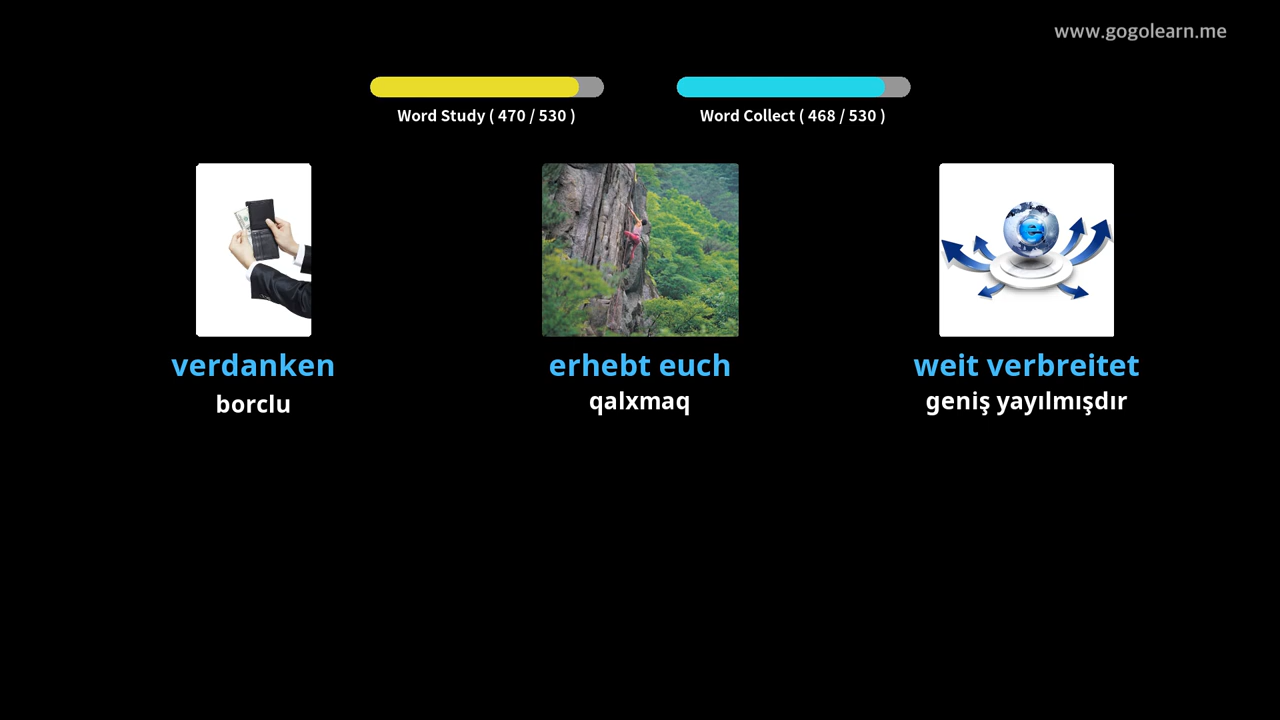 www.gogolearn.me
Word Study ( 470 / 530 )
Word Collect ( 468 / 530 )
verdanken
borclu
erhebt euch
qalxmaq
weit verbreitet
geniş yayılmışdır